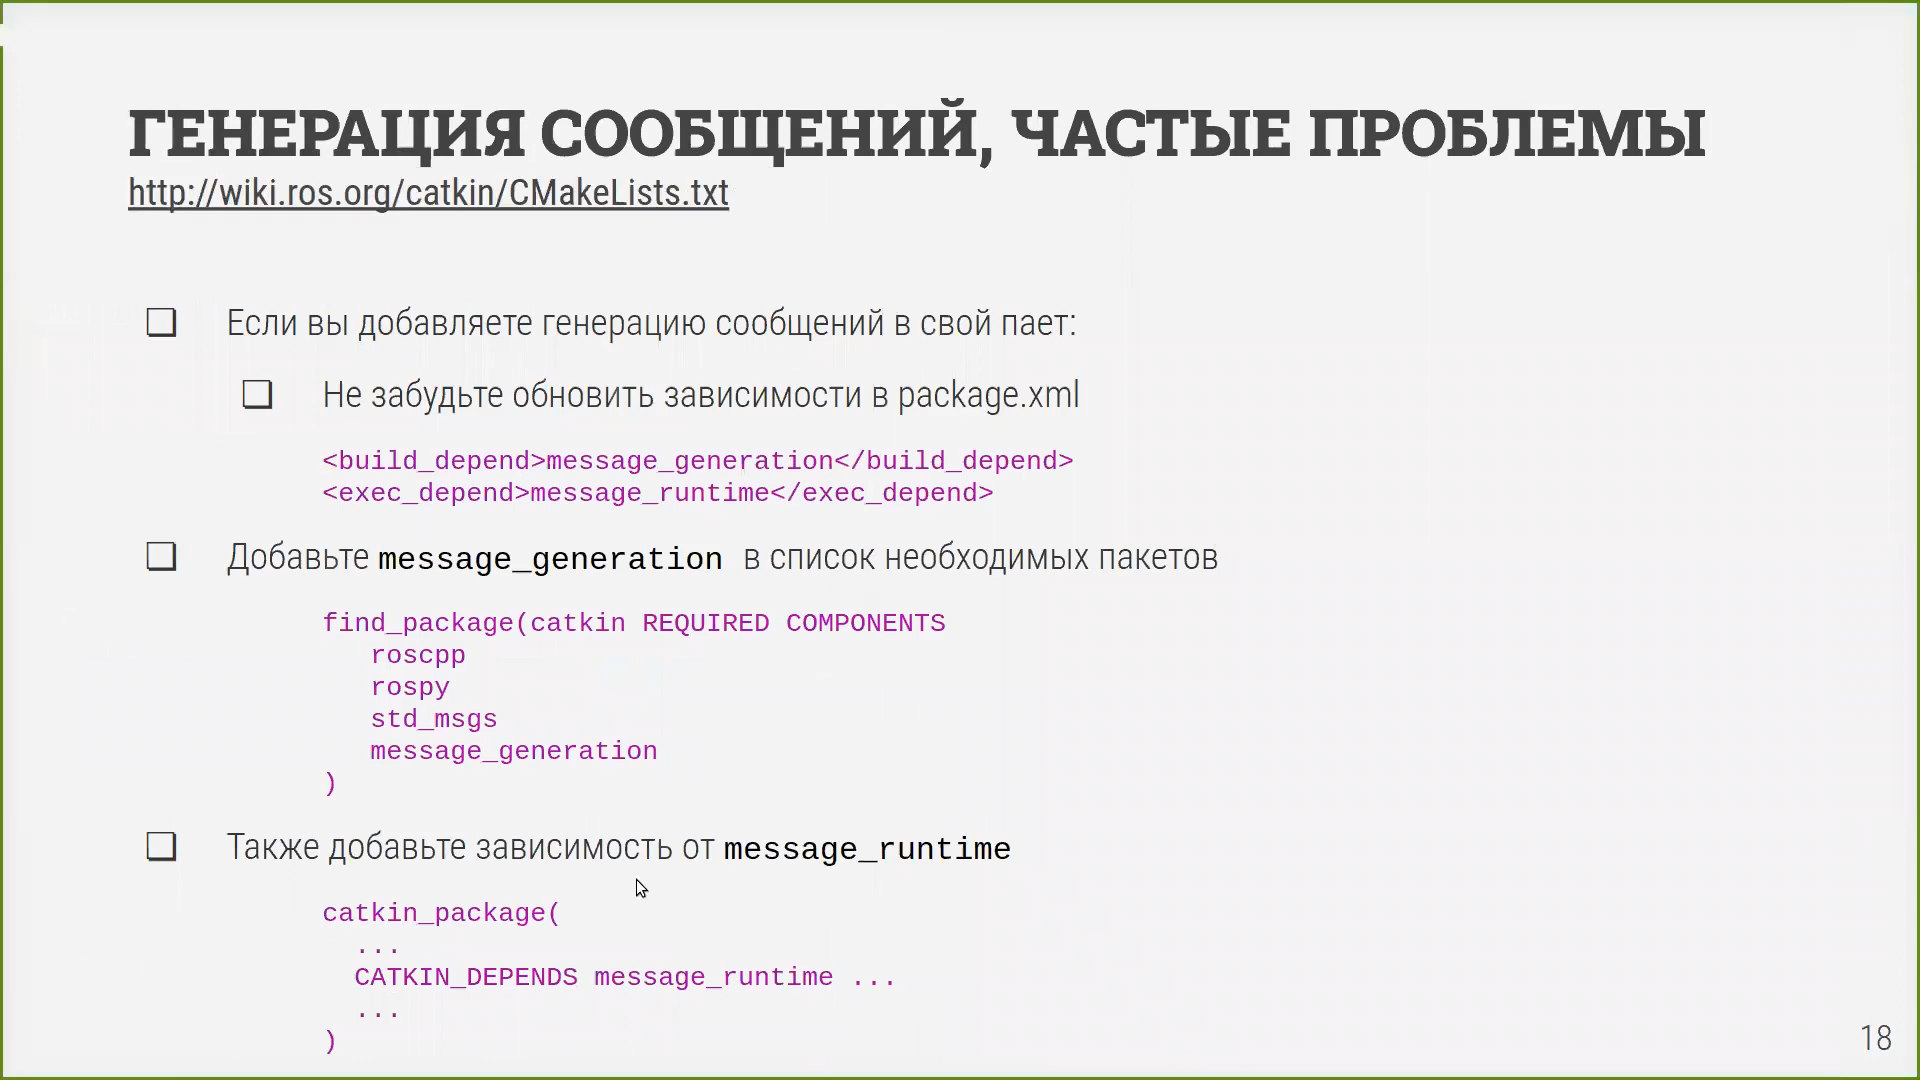 ГЕНЕРАЦИЯ СООБЩЕНИЙ, ЧАСТЫЕ ПРОБЛЕМЫ
http://wiki.ros.org/catkin/CMakeLists.txt
Если вы добавляете генерацию сообщений в свой пает:
Не забудьте обновить зависимости в package.xml
<build_depend>message_generation</build_depend>
<exec_depend>message_runtime</exec_depend>
Добавьте message_generation в список необходимых пакетов
find_package(catkin REQUIRED COMPONENTS
roscpp
rospy
std_msgs
message_generation
)
Также добавьте зависимость от message_runtime
catkin_package(
...
CATKIN_DEPENDS message_runtime ...
...
)
18